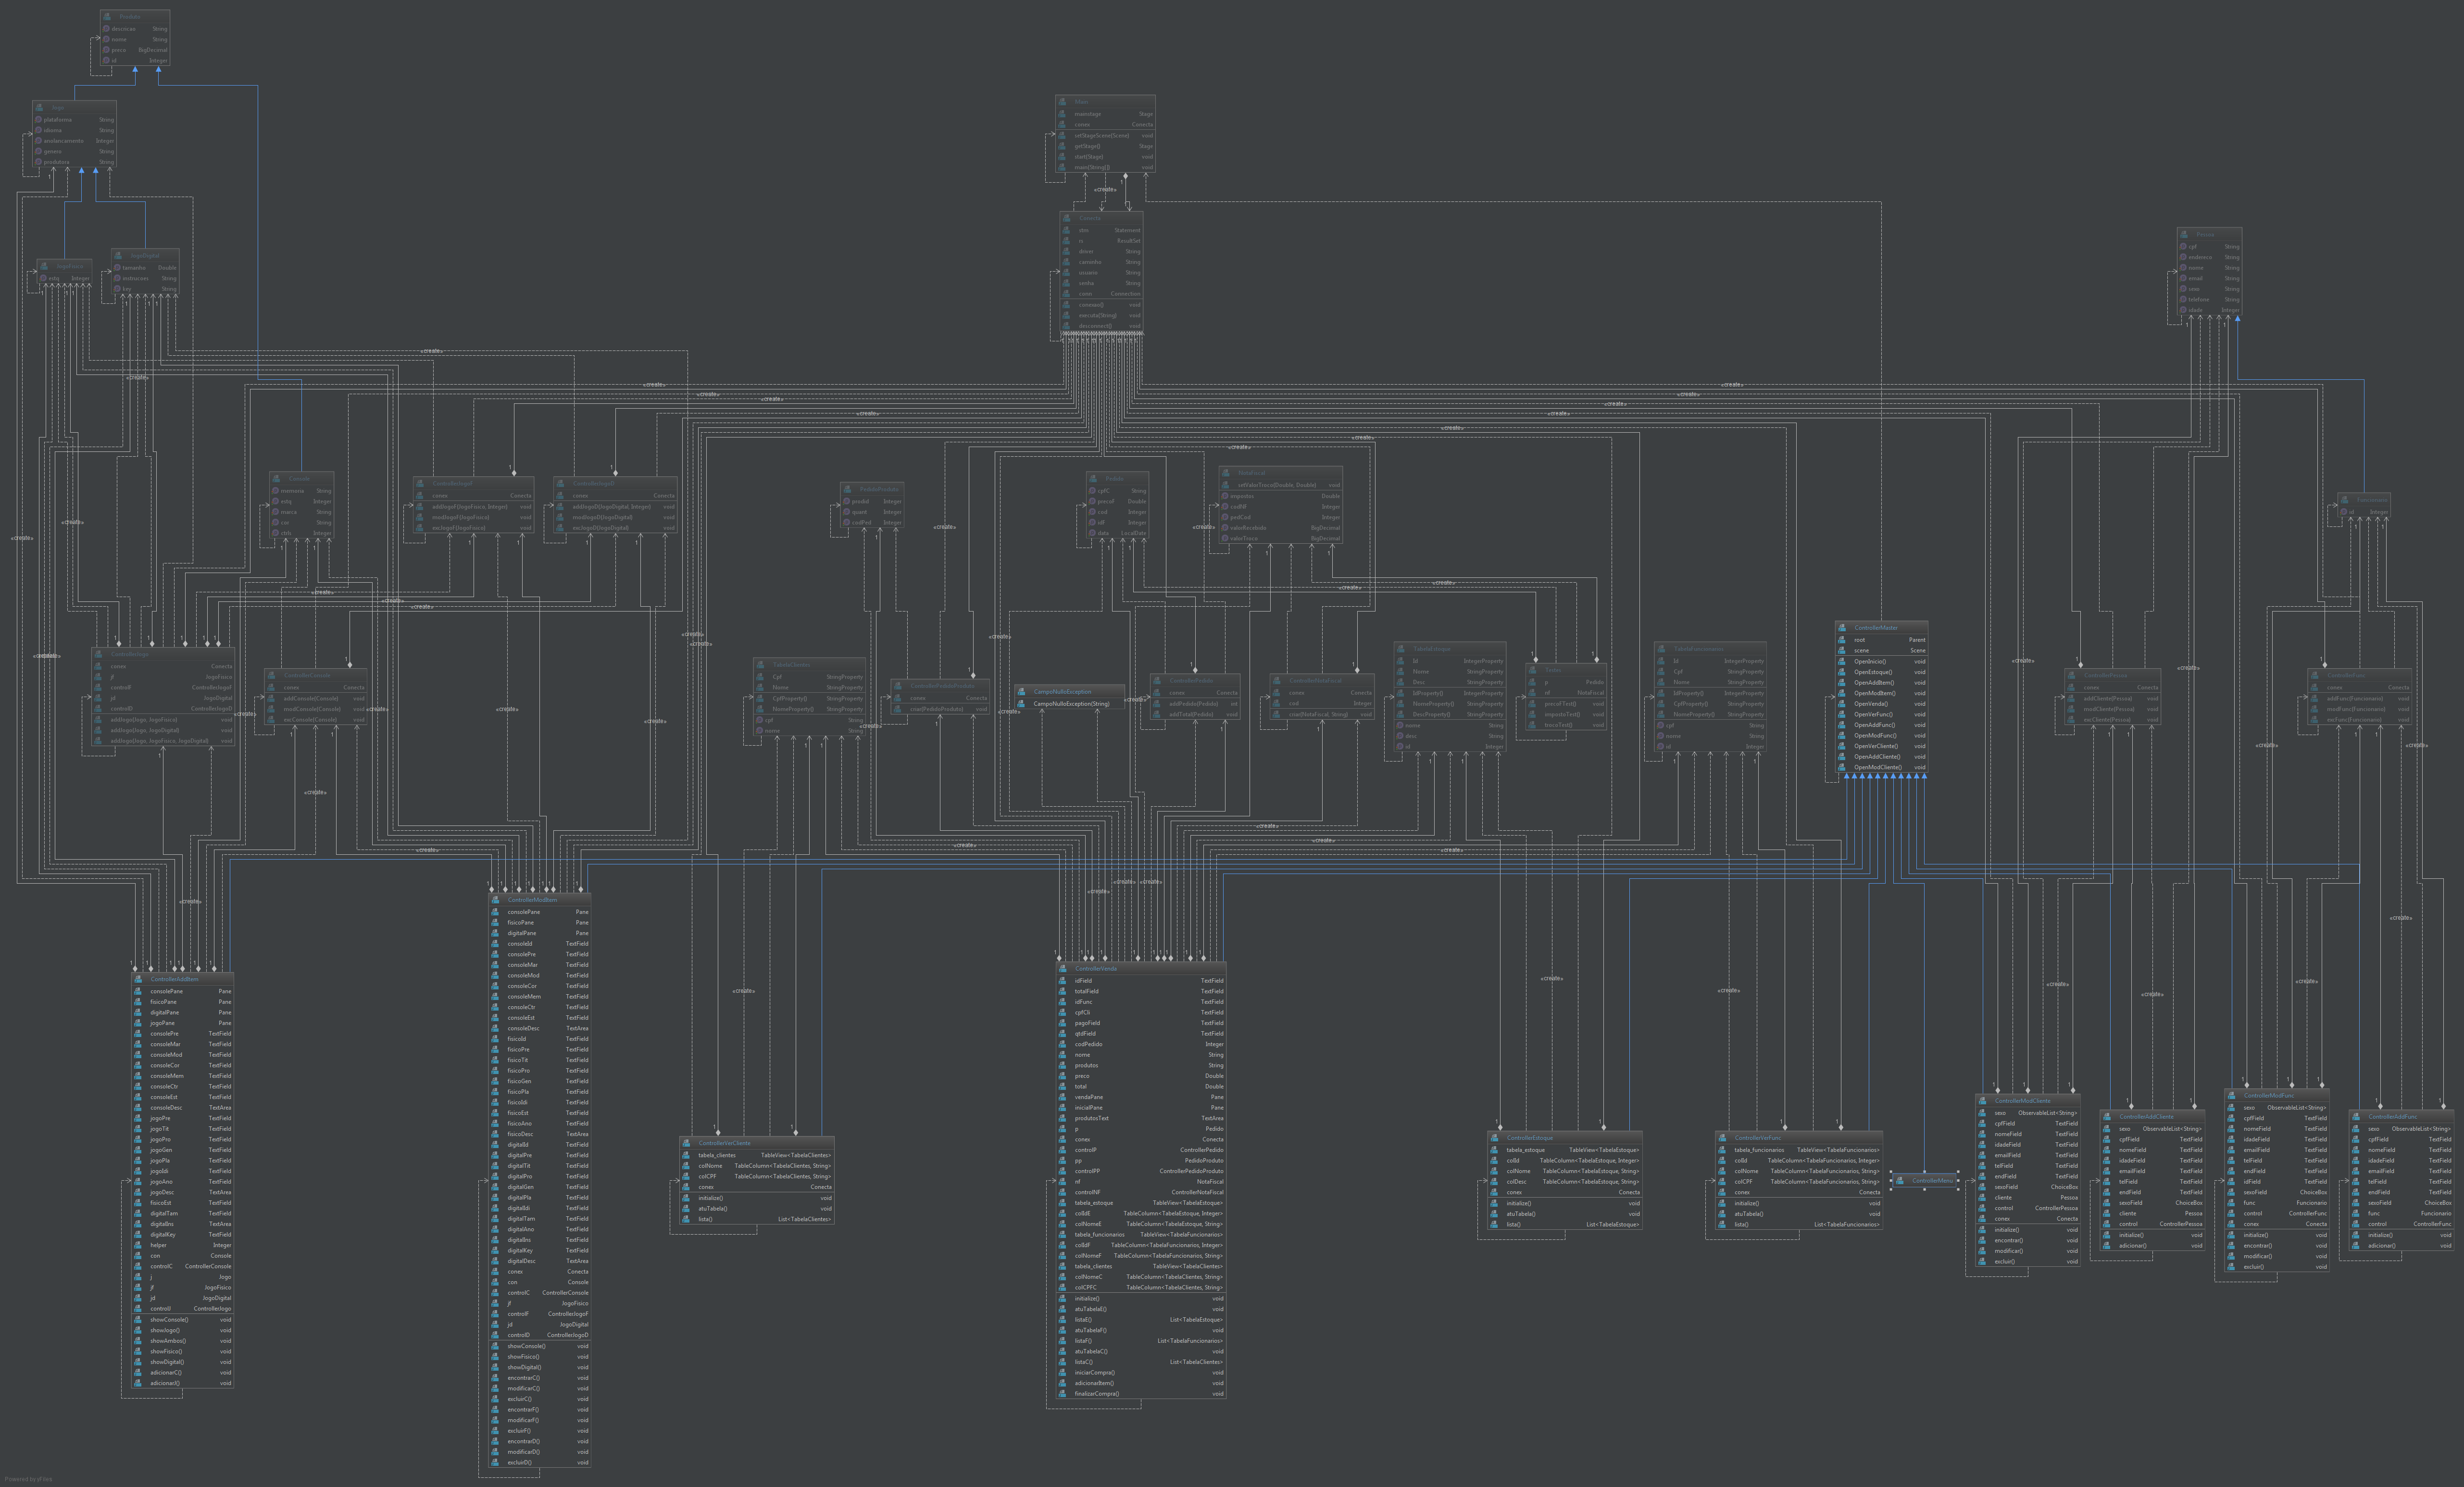 Produto
descricao String
nome String
preco BigDecimal
id Integer
Jogo
plataforma String
idioma String
anolancamento Integer
genero String
produtora String
JogoFisico
estq Integer
JogoDigital
tamanho Double
instrucoes String
key String
Main
mainstage Stage
conex Conecta
setStageScene(Scene) void
getStage() Stage
start(Stage) void
main(String[]) void
«create»
Conecta
stm Statement
rs ResultSet
driver String
caminho String
usuario String
senha String
conn Connection
conexao() void
executa(String) void
desconnect() void
Pessoa
cpf String
endereco String
nome String
email String
sexo String
telefone String
idade Integer
Console
memoria String
estq Integer
marca String
cor String
ctrls Integer
ControllerJogoF
conex Conecta
addJogoF(JogoFisico, Integer) void
modJogoF(JogoFisico) void
excJogoF(JogoFisico) void
ControllerJogoD
conex Conecta
addJogoD(JogoDigital, Integer) void
modJogoD(JogoDigital) void
excJogoD(JogoDigital) void
PedidoProduto
prodId Integer
quant Integer
codPed Integer
Pedido
cpfC String
precoF Double
cod Integer
idF Integer
data LocalDate
NotaFiscal
setValorTroco(Double, Double) void
impostos Double
codNF Integer
pedCod Integer
valorRecebido BigDecimal
valorTroco BigDecimal
Funcionario
id Integer
ControllerJogo
conex Conecta
jf JogoFisico
controlF ControllerJogoF
jd JogoDigital
controlD ControllerJogoD
addJogo(Jogo, JogoFisico) void
addJogo(Jogo, JogoDigital) void
addJogo(Jogo, JogoFisico, JogoDigital) void
ControllerConsole
conex Conecta
addConsole(Console) void
modConsole(Console) void
excConsole(Console) void
TabelaClientes
Cpf StringProperty
Nome StringProperty
CpfProperty() StringProperty
NomeProperty() StringProperty
cpf String
nome String
ControllerPedidoProduto
conex Conecta
criar(PedidoProduto) void
CampoNulloException
CampoNulloException(String)
ControllerPedido
conex Conecta
addPedido(Pedido) int
addTotal(Pedido) void
ControllerNotaFiscal
conex Conecta
cod Integer
criar(NotaFiscal, String) void
TabelaEstoque
Id IntegerProperty
Nome StringProperty
Desc StringProperty
IdProperty() IntegerProperty
NomeProperty() StringProperty
DescProperty() StringProperty
nome String
desc String
id Integer
Testes
p Pedido
nf NotaFiscal
precoFTest() void
impostoTest() void
trocoTest() void
TabelaFuncionarios
Id IntegerProperty
Cpf StringProperty
Nome StringProperty
IdProperty() IntegerProperty
CpfProperty() StringProperty
NomeProperty() StringProperty
cpf String
nome String
id Integer
ControllerMaster
root Parent
scene Scene
OpenInicio() void
OpenEstoque() void
OpenAddItem() void
OpenModItem() void
OpenVenda() void
OpenVerFunc() void
OpenAddFunc() void
OpenModFunc() void
OpenVerCliente() void
OpenAddCliente() void
OpenModCliente() void
ControllerPessoa
conex Conecta
addCliente(Pessoa) void
modCliente(Pessoa) void
excCliente(Pessoa) void
ControllerFunc
conex Conecta
addFunc(Funcionario) void
modFunc(Funcionario) void
excFunc(Funcionario) void
ControllerAddItem
consolePane Pane
fisicoPane Pane
digitalPane Pane
jogoPane Pane
consolePre TextField
consoleMar TextField
consoleMod TextField
consoleCor TextField
consoleMem TextField
consoleCtr TextField
consoleEst TextField
consoleDesc TextArea
jogoPre TextField
jogoTit TextField
jogoPro TextField
jogoGen TextField
jogoPla TextField
jogoIdi TextField
jogoAno TextField
jogoDesc TextArea
fisicoEst TextField
digitalTam TextField
digitalIns TextArea
digitalKey TextField
helper Integer
con Console
controlC ControllerConsole
j Jogo
jf JogoFisico
jd JogoDigital
controlJ ControllerJogo
showConsole() void
showJogo() void
showAmbos() void
showFisico() void
showDigital() void
adicionarC() void
adicionarJ() void
ControllerModItem
consolePane Pane
fisicoPane Pane
digitalPane Pane
consoleId TextField
consolePre TextField
consoleMar TextField
consoleMod TextField
consoleCor TextField
consoleMem TextField
consoleCtr TextField
consoleEst TextField
consoleDesc TextArea
fisicoId TextField
fisicoPre TextField
fisicoTit TextField
fisicoPro TextField
fisicoGen TextField
fisicoPla TextField
fisicoIdi TextField
fisicoEst TextField
fisicoAno TextField
fisicoDesc TextArea
digitalId TextField
digitalPre TextField
digitalTit TextField
digitalPro TextField
digitalGen TextField
digitalPla TextField
digitalIdi TextField
digitalTam TextField
digitalAno TextField
digitalIns TextArea
digitalKey TextField
digitalDesc TextArea
conex Conecta
con Console
controlC ControllerConsole
jf JogoFisico
controlF ControllerJogoF
jd JogoDigital
controlD ControllerJogoD
showConsole() void
showFisico() void
showDigital() void
encontrarC() void
modificarC() void
excluirC() void
encontrarF() void
modificarF() void
excluirF() void
encontrarD() void
modificarD() void
excluirD() void
ControllerVerCliente
tabela_clientes TableView<TabelaClientes>
colNome TableColumn<TabelaClientes, String>
colCPF TableColumn<TabelaClientes, String>
conex Conecta
initialize() void
atuTabela() void
lista() List<TabelaClientes>
ControllerVenda
idField TextField
totalField TextField
idFunc TextField
cpfCli TextField
pagoField TextField
qtdField TextField
codPedido Integer
nome String
produtos String
preco Double
total Double
vendaPane Pane
inicialPane Pane
produtosText TextArea
p Pedido
conex Conecta
controlP ControllerPedido
pp PedidoProduto
controlPP ControllerPedidoProduto
nf NotaFiscal
controlNF ControllerNotaFiscal
tabela_estoque TableView<TabelaEstoque>
colIdE TableColumn<TabelaEstoque, Integer>
colNomeE TableColumn<TabelaEstoque, String>
tabela_funcionarios TableView<TabelaFuncionarios>
colIdF TableColumn<TabelaFuncionarios, Integer>
colNomeF TableColumn<TabelaFuncionarios, String>
tabela_clientes TableView<TabelaClientes>
colNomeC TableColumn<TabelaClientes, String>
colCPFC TableColumn<TabelaClientes, String>
initialize() void
atuTabelaE() void
listaE() List<TabelaEstoque>
atuTabelaF() void
listaF() List<TabelaFuncionarios>
atuTabelaC() void
listaC() List<TabelaClientes>
iniciarCompra() void
adicionarItem() void
finalizarCompra() void
ControllerEstoque
tabela_estoque TableView<TabelaEstoque>
colId TableColumn<TabelaEstoque, Integer>
colNome TableColumn<TabelaEstoque, String>
colDesc TableColumn<TabelaEstoque, String>
conex Conecta
initialize() void
atuTabela() void
lista() List<TabelaEstoque>
ControllerVerFunc
tabela_funcionarios TableView<TabelaFuncionarios>
colId TableColumn<TabelaFuncionarios, Integer>
colNome TableColumn<TabelaFuncionarios, String>
colCPF TableColumn<TabelaFuncionarios, String>
conex Conecta
initialize() void
atuTabela() void
lista() List<TabelaFuncionarios>
ControllerMenu
ControllerModCliente
sexo ObservableList<String>
cpfField TextField
nomeField TextField
idadeField TextField
emailField TextField
telField TextField
endField TextField
sexoField ChoiceBox
cliente Pessoa
control ControllerPessoa
conex Conecta
initialize() void
encontrar() void
modificar() void
excluir() void
ControllerAddCliente
sexo ObservableList<String>
cpfField TextField
nomeField TextField
idadeField TextField
emailField TextField
telField TextField
endField TextField
sexoField ChoiceBox
cliente Pessoa
control ControllerPessoa
initialize() void
adicionar() void
ControllerModFunc
sexo ObservableList<String>
cpfField TextField
nomeField TextField
idadeField TextField
emailField TextField
telField TextField
endField TextField
idField TextField
sexoField ChoiceBox
func Funcionario
control ControllerFunc
conex Conecta
initialize() void
encontrar() void
modificar() void
excluir() void
ControllerAddFunc
sexo ObservableList<String>
cpfField TextField
nomeField TextField
idadeField TextField
emailField TextField
telField TextField
endField TextField
sexoField ChoiceBox
func Funcionario
control ControllerFunc
initialize() void
adicionar() void
Powered by yFiles